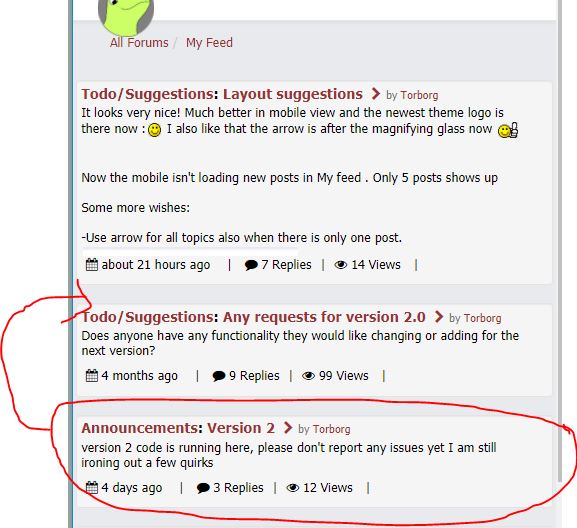 All Forums / My Feed
Todo/Suggestions: Layout suggestions > by Torborg
It looks very nice! Much better in mobile view and the newest theme logo is
there now : I also like that the arrow is after the magnifying glass now
Now the mobile isn't loading new posts in My feed . Only 5 posts shows up
Some more wishes:
-Use arrow for all topics also when there is only one post.
about 21 hours ago | 7 Replies | 14 Views |
Todo/Suggestions: Any requests for version 2.0 > by Torborg
Does anyone have any functionality they would like changing or adding for the
next version?
4 months ago | 9 Replies | 99 Views |
Announcements: Version 2 > by Torborg
version 2 code is running here, please don't report any issues yet I am still
ironing out a few quirks
4 days ago | 3 Replies | 12 Views |